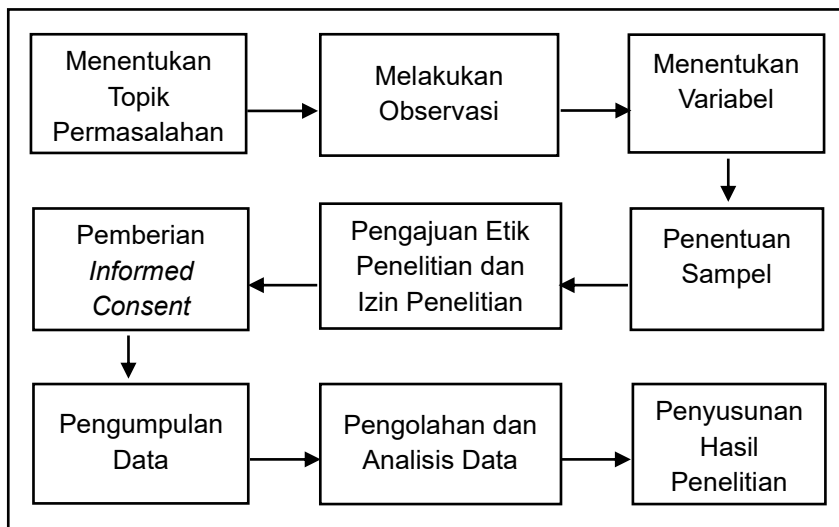 Menentukan
Topik
Permasalahan
Melakukan
Observasi
Menentukan
Variabel
Penentuan
Sampel
Pengajuan Etik
Penelitian dan
Izin Penelitian
Pemberian
Informed
Consent
Pengumpulan
Data
Pengolahan dan
Analisis Data
Penyusunan
Hasil
Penelitian